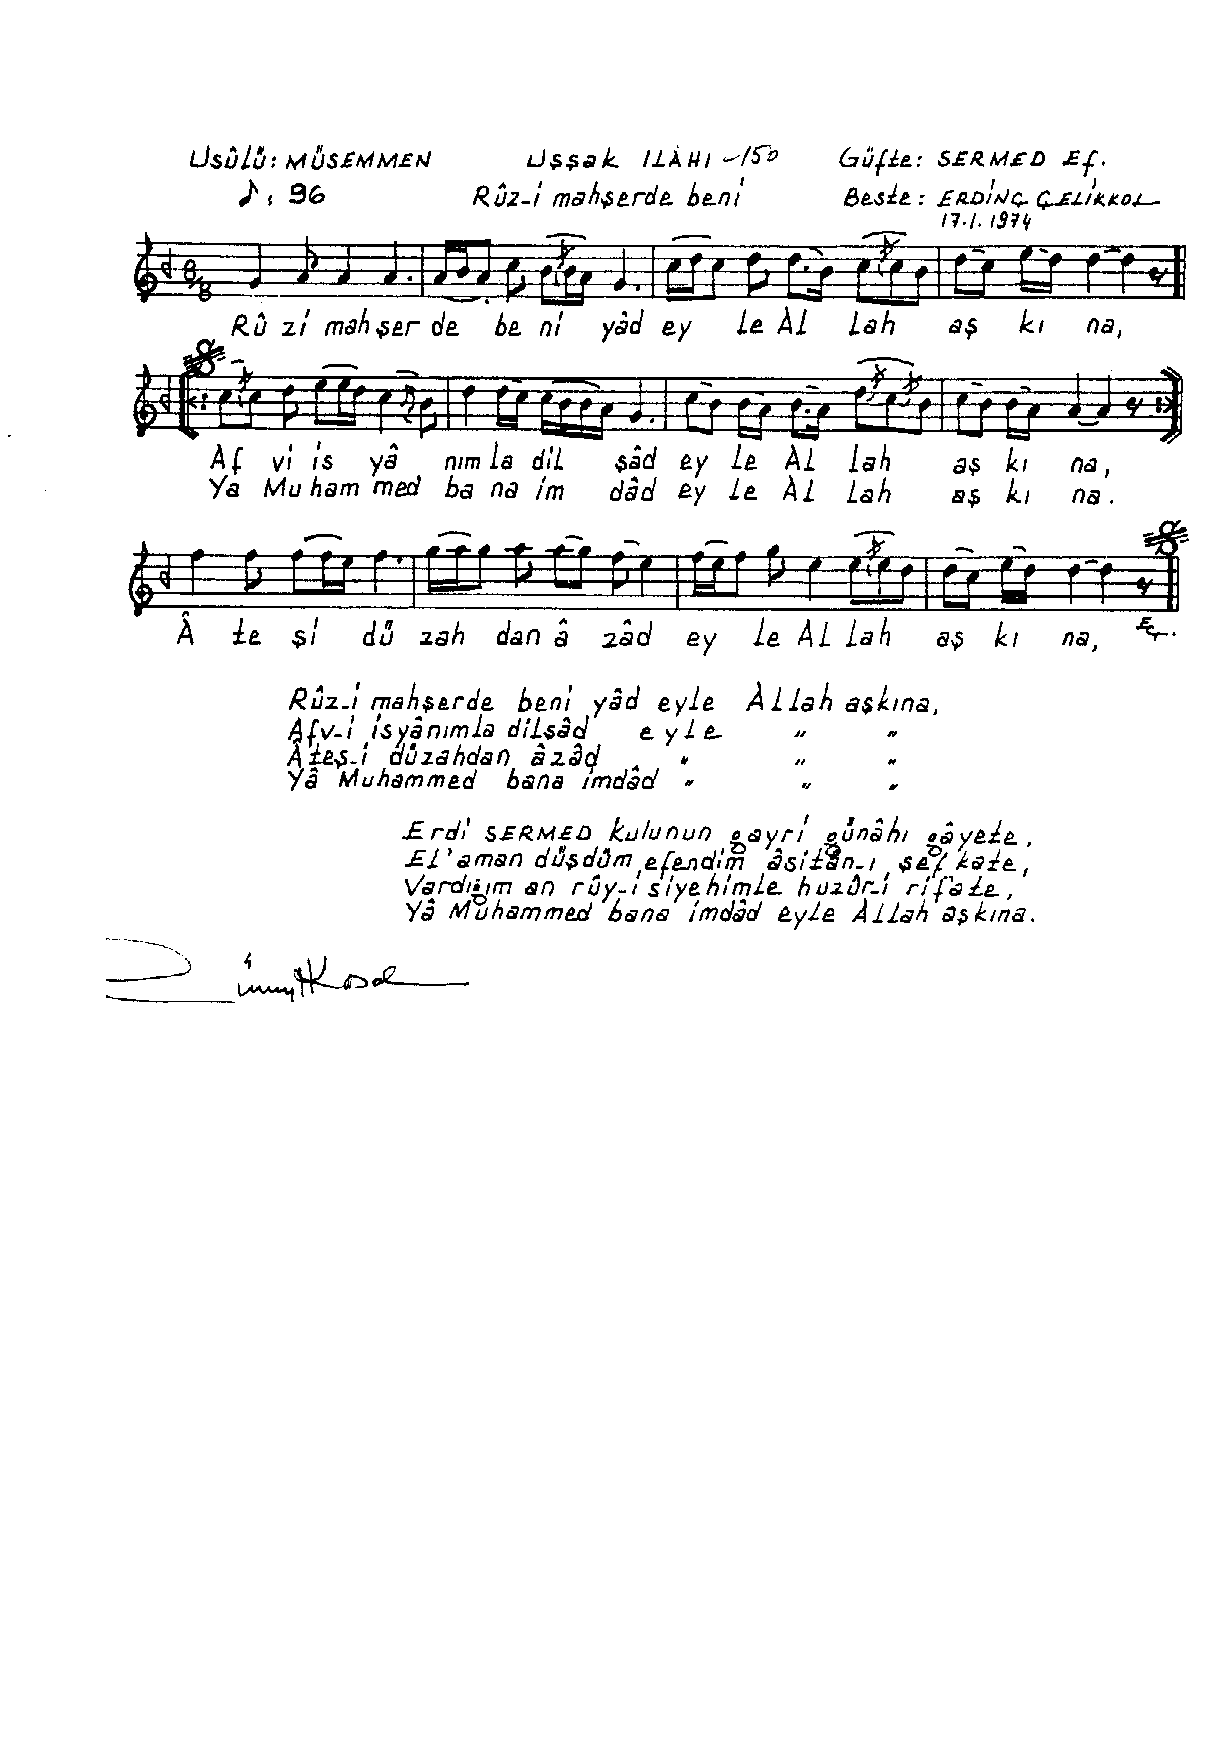 Usûlü: MÜSEMMEN
Uşşak İLÂHİ -150
Güfte: SERMED Ef.
♪: 96
Rûz-i mahşerde beni
Beste: ERDİNÇ ÇELİKKOL
17.1.1974
8/8
Rû zi mahşer de be ni yâd ey le Al lah aş kı na,
Af vi is yâ nım la dil şâd ey le Al lah aş kı na,
Ya Mu ham med ba na im dâd ey le Al lah aş kı na.
Â te şi dû zah dan â zâd ey le Al lah aş kı na,
Rûz-i mahşerde beni yâd eyle Allah aşkına,
Afv-i isyânımla dilşâd eyle " "
Âteş-i dûzahdan âzâd " " "
Yâ Muhammed bana imdâd " " "
Erdi SERMED kulunun gayri günâhı gâyete,
El'aman düşdüm efendim âsitân-ı şefkate,
Vardığım an rûy-i siyehimle huzûr-i rifate,
Yâ Muhammed bana imdâd eyle Allah aşkına.